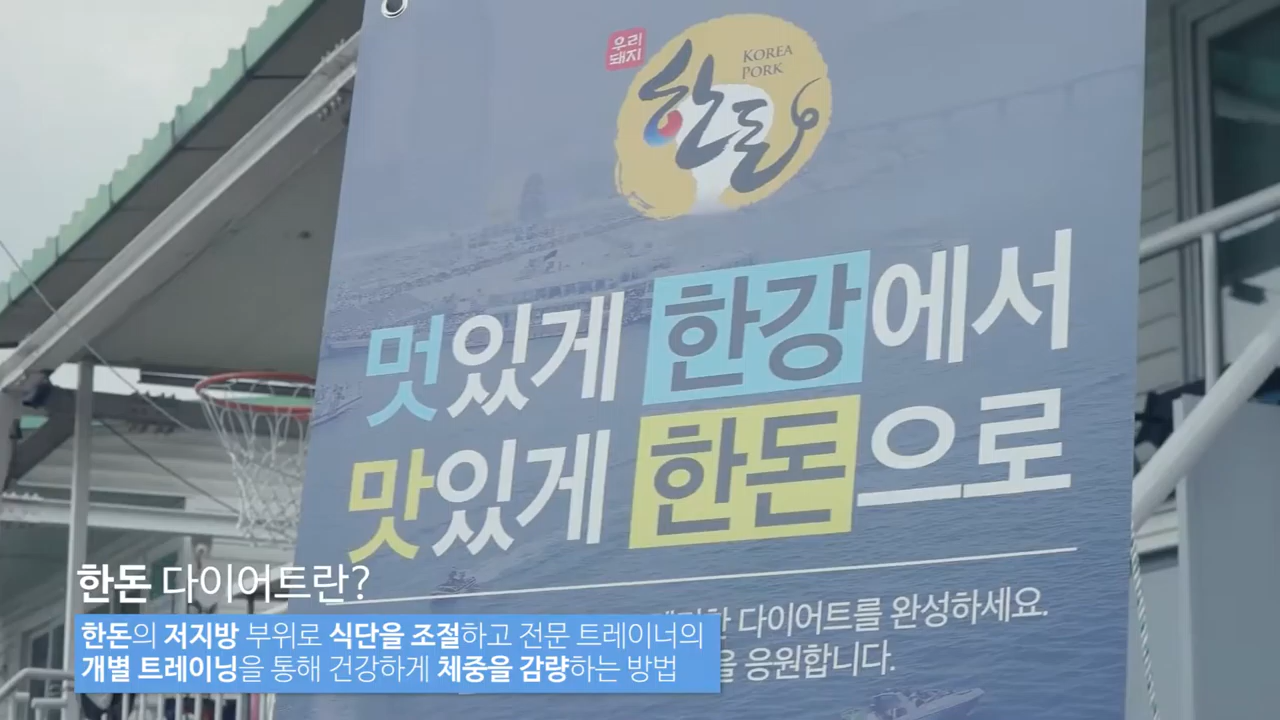 우리
돼지
한돈
KOREA
PORK
멋있게 한강에서
맛있게 한돈으로
다이어트를 완성하세요.
응원합니다.
한돈 다이어트란?
한돈의 저지방 부위로 식단을 조절하고 전문 트레이너의
개별 트레이닝을 통해 건강하게 체중을 감량하는 방법